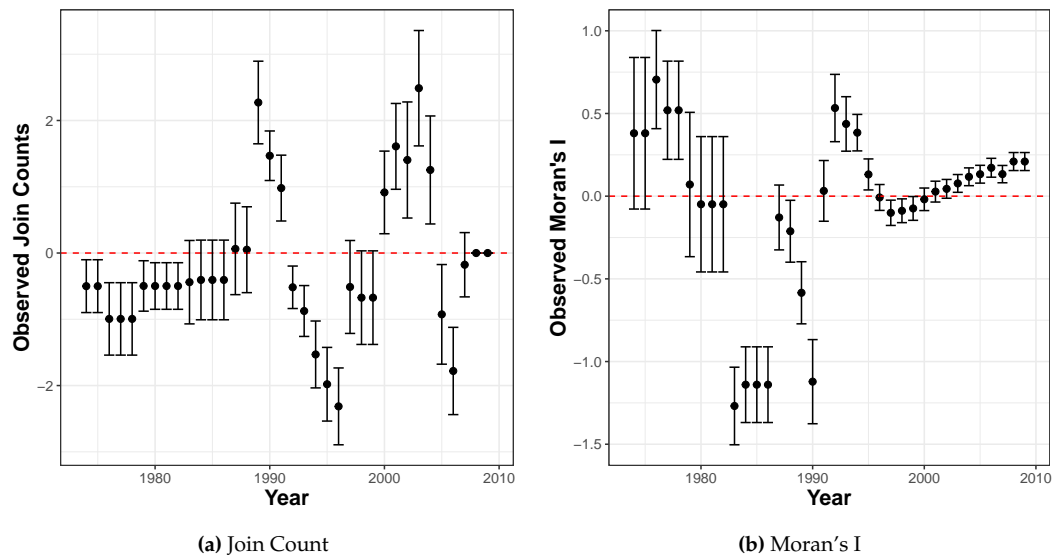 Observed Join Counts
2
0
−2
1980
1990
2000
2010
Year
(a) Join Count
Observed Moran's I
1.0
0.5
0.0
−0.5
−1.0
−1.5
1980
1990
2000
2010
Year
(b) Moran's I